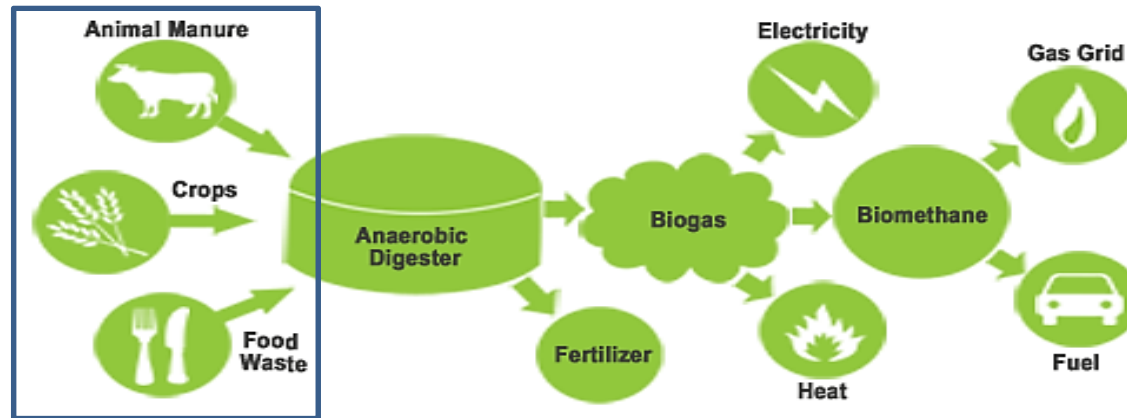 Animal Manure
Crops
Food
Waste
Anaerobic
Digester
Fertilizer
Biogas
Electricity
Heat
Biomethane
Gas Grid
Fuel